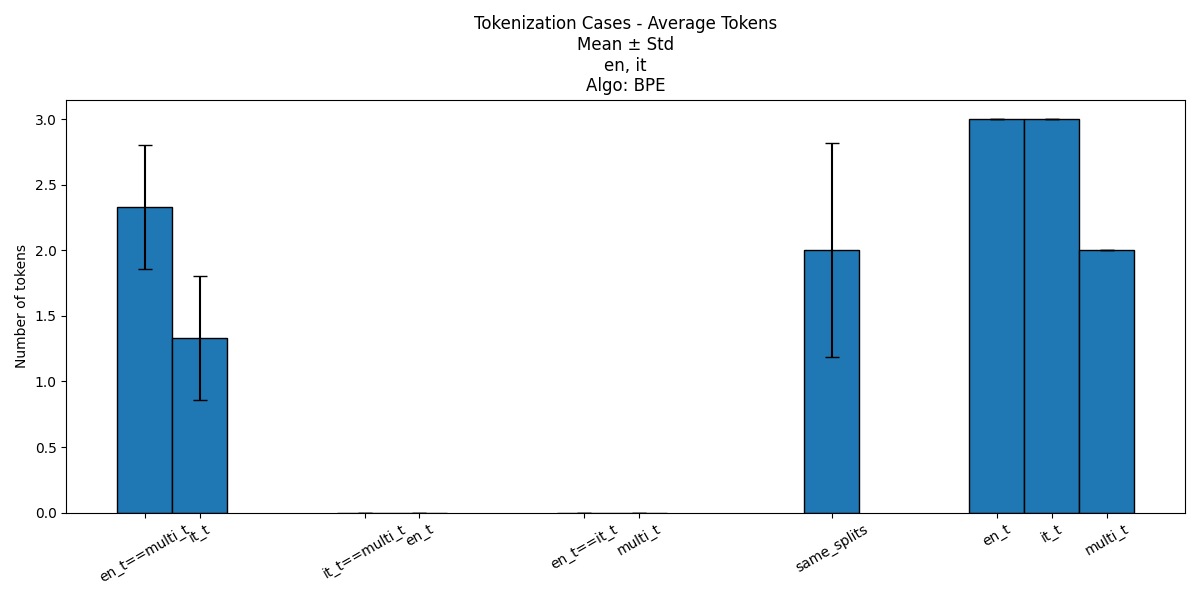 Tokenization Cases - Average Tokens
Mean ± Std
en, it
Algo: BPE
Number of tokens
3.0
2.5
2.0
1.5
1.0
0.5
0.0
en_t==multi_t
it_t
it_t==multi_t
en_t
en_t==it_t
multi_t
same_splits
en_t
it_t
multi_t